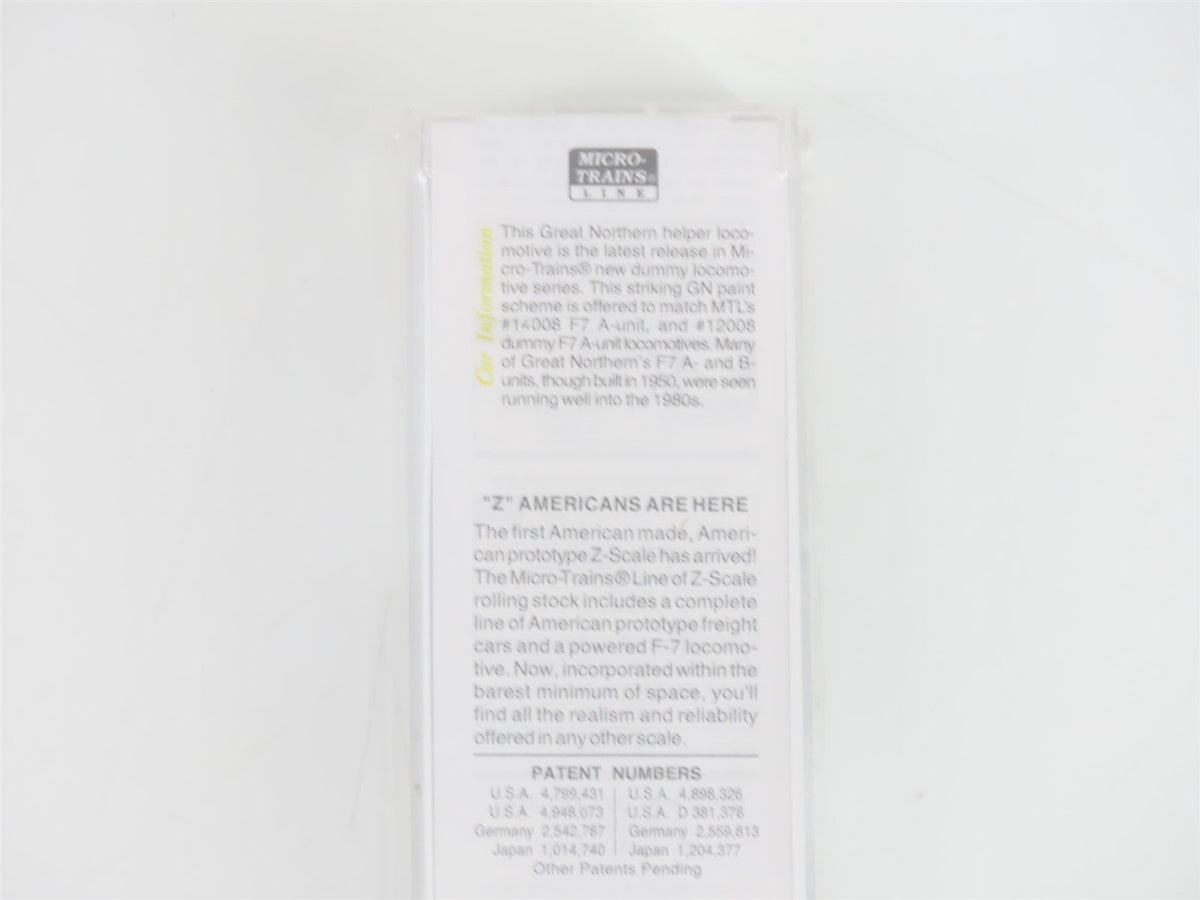 MICRO-
TRAINS®
LINE
Car Information
This Great Northern helper loco-
motive is the latest release in Mi-
cro-Trains® new dummy locomo-
tive series. This striking GN paint
scheme is offered to match MTL's
#14008 F7 A-unit, and #12008
dummy F7 A-unit locomotives. Many
of Great Northern's F7 A- and B-
units, though built in 1950, were seen
running well into the 1980s.
"Z" AMERICANS ARE HERE
The first American made, Ameri-
can prototype Z-Scale has arrived!
The Micro-Trains® Line of Z-Scale
rolling stock includes a complete
line of American prototype freight
cars and a powered F-7 locomo-
tive. Now, incorporated within the
barest minimum of space, you'll
find all the realism and reliability
offered in any other scale.
PATENT NUMBERS
U.S.A. 4,799,431 U.S.A. 4,898,326
U.S.A. 4,948,073 U.S.A. D 381,376
Germany 2,542,787 Germany 2,559,813
Japan 1,014,740 Japan 1,204,377
Other Patents Pending